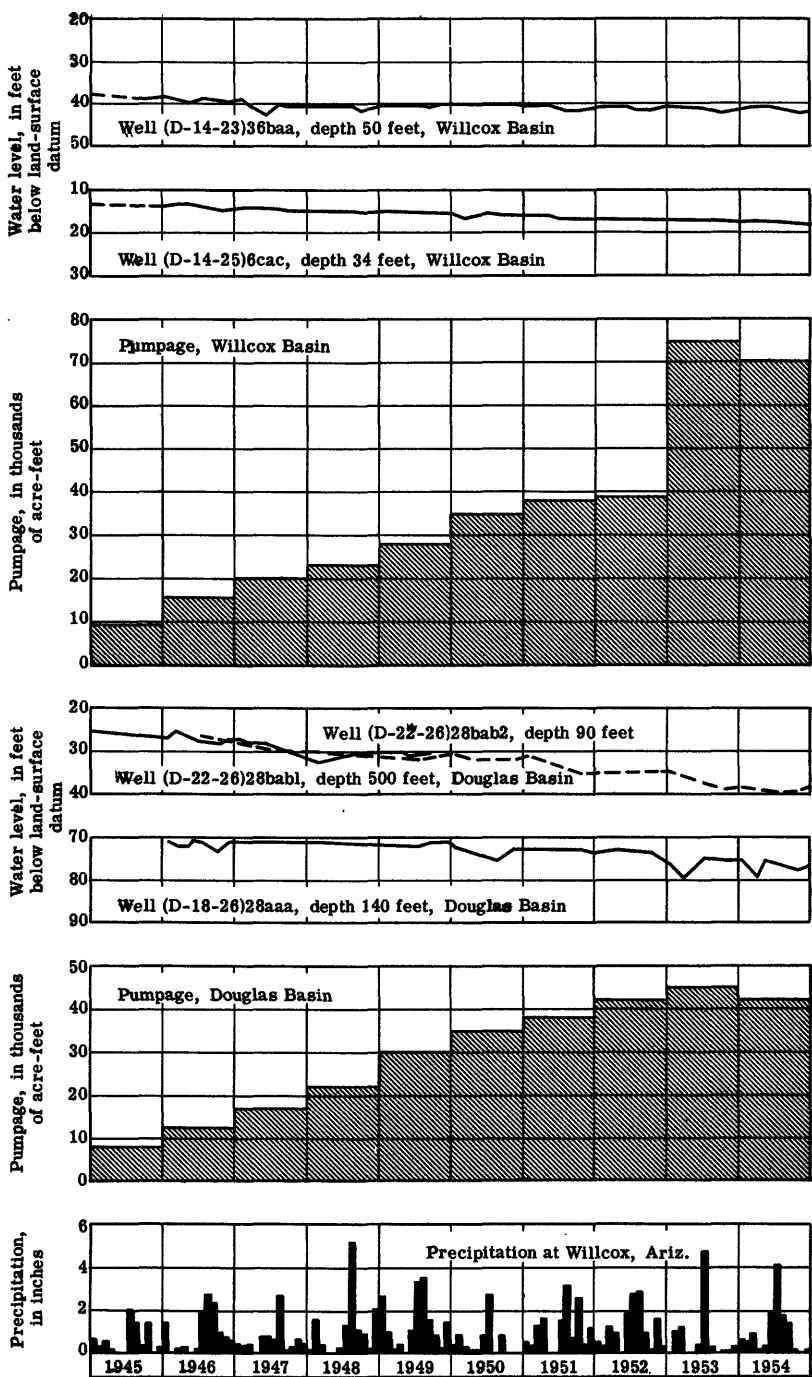 Water level, in feet
below land-surface
datum
20
30
40
50
Well (D-14-23)36baa, depth 50 feet, Willcox Basin
10
20
30
Well (D-14-25)6cac, depth 34 feet, Willcox Basin
Pumpage, in thousands
of acre-feet
80
70
60
50
40
30
20
10
0
Pumpage, Willcox Basin
Water level, in feet
below land-surface
datum
20
30
40
Well (D-22-26)28bab2, depth 90 feet
Well (D-22-26)28babl, depth 500 feet, Douglas Basin
70
80
90
Well (D-18-26)28aaa, depth 140 feet, Douglas Basin
Pumpage, in thousands
of acre-feet
50
40
30
20
10
0
Pumpage, Douglas Basin
Precipitation,
in inches
6
4
2
0
Precipitation at Willcox, Ariz.
1945 1946 1947 1948 1949 1950 1951 1952 1953 1954